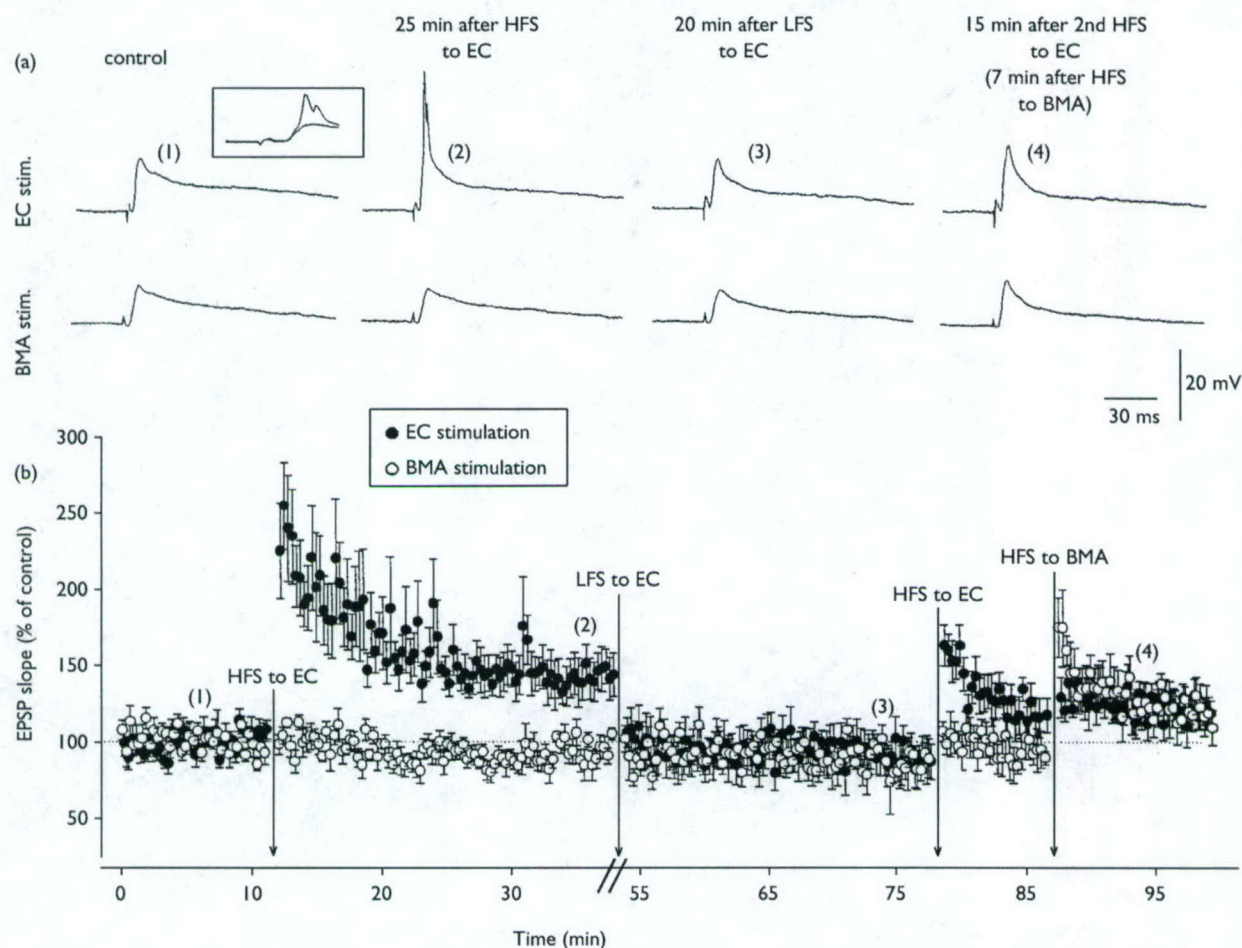 (a)
control
25 min after HFS
to EC
20 min after LFS
to EC
15 min after 2nd HFS
to EC
(7 min after HFS
to BMA)
EC stim.
(1)
(2)
(3)
(4)
BMA stim.
20 mV
30 ms
(b)
EC stimulation
BMA stimulation
EPSP slope (% of control)
300
250
200
150
100
50
(1)
HFS to EC
(2)
LFS to EC
(3)
HFS to EC
HFS to BMA
(4)
0
10
20
30
55
65
75
85
95
Time (min)